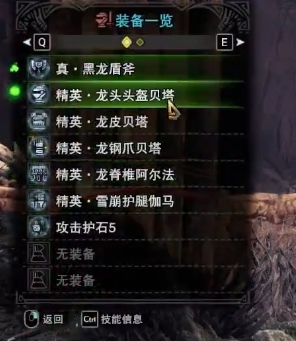 装备一览
Q E
真・黑龙盾斧
精英・龙头头盔贝塔
精英・龙皮贝塔
精英・龙钢爪贝塔
精英・龙脊椎阿尔法
精英・雪崩护腿伽马
攻击护石5
无装备
无装备
返回 Ctrl 技能信息